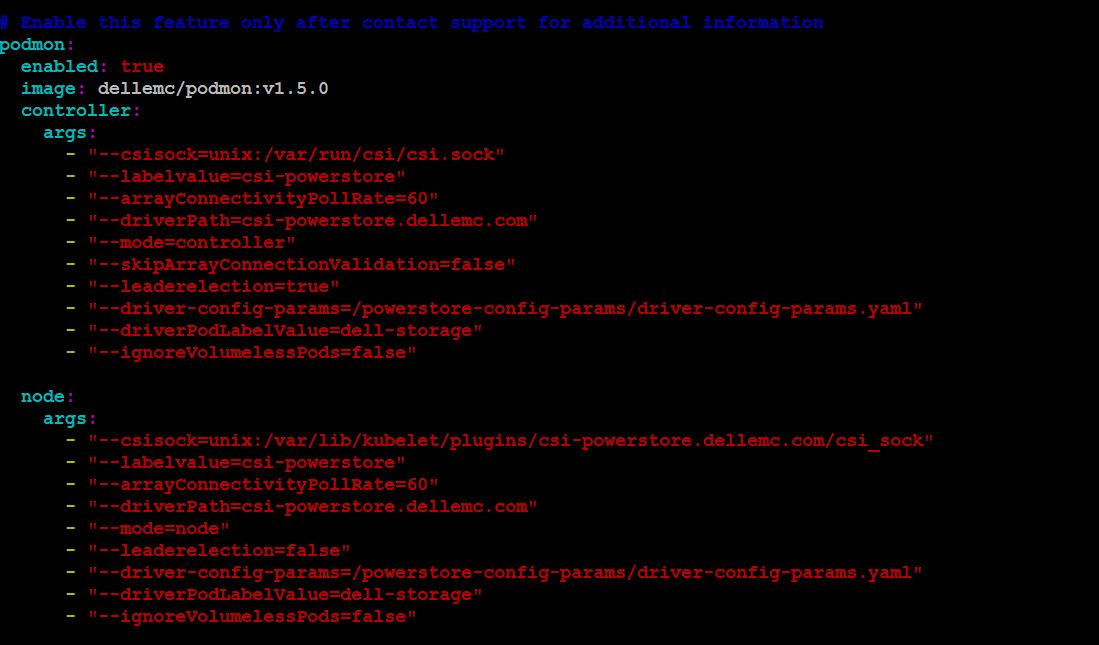 # Enable this feature only after contact support for additional information
podmon:
  enabled: true
  image: dellemc/podmon:v1.5.0
  controller:
    args:
      - "--csisock=unix:/var/run/csi/csi.sock"
      - "--labelvalue=csi-powerstore"
      - "--arrayConnectivityPollRate=60"
      - "--driverPath=csi-powerstore.dellemc.com"
      - "--mode=controller"
      - "--skipArrayConnectionValidation=false"
      - "--leaderelection=true"
      - "--driver-config-params=/powerstore-config-params/driver-config-params.yaml"
      - "--driverPodLabelValue=dell-storage"
      - "--ignoreVolumelessPods=false"

  node:
    args:
      - "--csisock=unix:/var/lib/kubelet/plugins/csi-powerstore.dellemc.com/csi_sock"
      - "--labelvalue=csi-powerstore"
      - "--arrayConnectivityPollRate=60"
      - "--driverPath=csi-powerstore.dellemc.com"
      - "--mode=node"
      - "--leaderelection=false"
      - "--driver-config-params=/powerstore-config-params/driver-config-params.yaml"
      - "--driverPodLabelValue=dell-storage"
      - "--ignoreVolumelessPods=false"